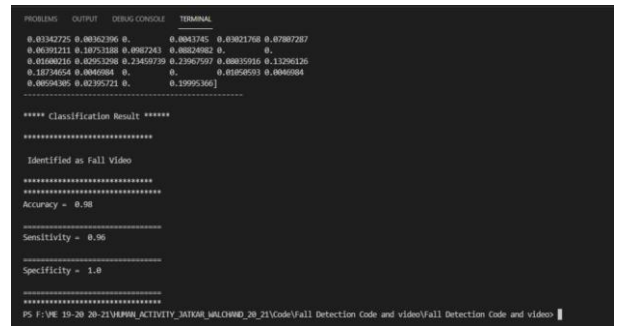 PROBLEMS OUTPUT DEBUG CONSOLE TERMINAL
0.03342725 0.00362396 0. 0.0043745 0.03021768 0.07807287
0.06391211 0.10753188 0.0987243 0.08824982 0. 0.
0.01600216 0.02953298 0.23459739 0.23967597 0.08035916 0.13296126
0.18734654 0.0046984 0. 0. 0.01050593 0.0046984
0.00594305 0.02395721 0. 0.19995366]
--------------------------------------------------
***** Classification Result ******
******************************
Identified as Fall Video
******************************
********************************
Accuracy = 0.98
================================
Sensitivity = 0.96
================================
Specificity = 1.0
================================
********************************
PS F:\ME 19-20 20-21\HUMAN_ACTIVITY_JATKAR_WALCHAND_20_21\Code\Fall Detection Code and video\Fall Detection Code and video>